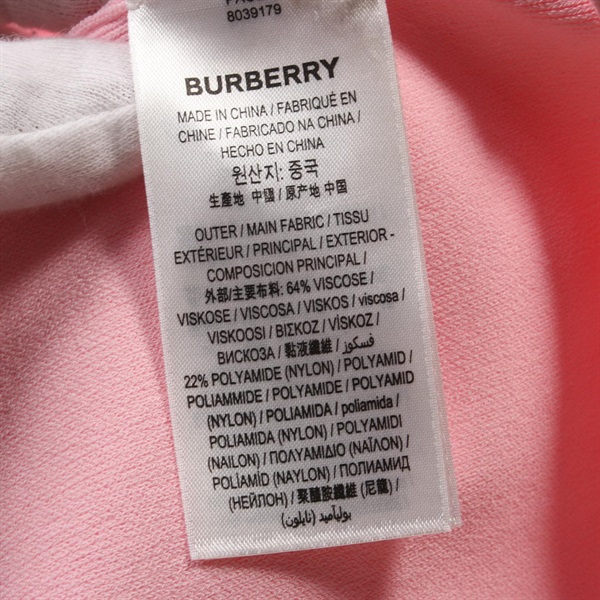 8039179
BURBERRY
MADE IN CHINA / FABRIQUÉ EN
CHINE / FABRICADO NA CHINA /
HECHO EN CHINA
원산지: 중국
生產地 中國 / 原产地 中国
OUTER / MAIN FABRIC / TISSU
EXTÉRIEUR / PRINCIPAL / EXTERIOR -
COMPOSICION PRINCIPAL /
外部/主要布料: 64% VISCOSE /
VISKOSE / VISCOSA / VISKOS / viscosa /
VISKOOSI / ΒΙΣΚΟΖ / VİSKOZ /
ВИСКОЗА / 黏液纖維 / فسكوز /
22% POLYAMIDE (NYLON) / POLYAMID /
POLIAMMIDE / POLYAMIDE / POLYAMID
(NYLON) / POLIAMIDA / poliamida /
POLIAMIDA (NYLON) / POLYAMIDI
(NAILON) / ΠΟΛΥΑΜΙΔΙΟ (ΝΑΪΛΟΝ) /
POLİAMİD (NAYLON) / ПОЛИАМИД
(НЕЙЛОН) / 聚醯胺纖維 (尼龍) /
بوليأميد (نايلون)